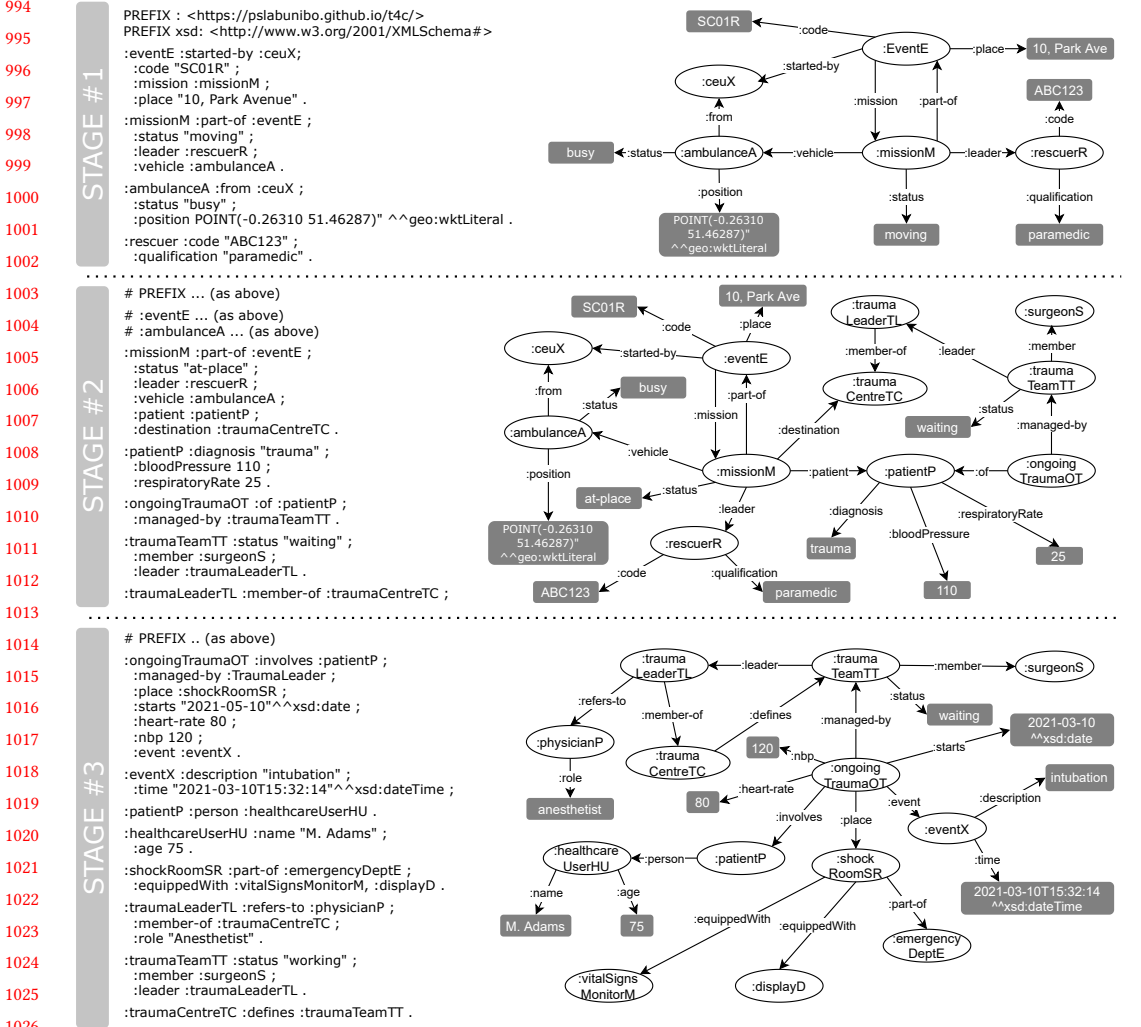 994
995
996
997
998
999
1000
1001
1002
1003
1004
1005
1006
1007
1008
1009
1010
1011
1012
1013
1014
1015
1016
1017
1018
1019
1020
1021
1022
1023
1024
1025
1026
STAGE #1
PREFIX : <https://pslabunibo.github.io/t4c/>
PREFIX xsd: <http://www.w3.org/2001/XMLSchema#>
:eventE :started-by :ceuX;
:code "SC01R" ;
:mission :missionM ;
:place "10, Park Avenue" .
:missionM :part-of :eventE ;
:status "moving" ;
:leader :rescuerR ;
:vehicle :ambulanceA .
:ambulanceA :from :ceuX ;
:status "busy" ;
:position POINT(-0.26310 51.46287)" ^^geo:wktLiteral .
:rescuer :code "ABC123" ;
:qualification "paramedic" .
SC01R
:code
:EventE
:place
10, Park Ave
:started-by
:ceuX
:mission
:part-of
ABC123
:code
:from
busy
:status
:ambulanceA
:vehicle
:missionM
:leader
:rescuerR
:position
:status
:qualification
POINT(-0.26310
51.46287)"
^^geo:wktLiteral
moving
paramedic
STAGE #2
# PREFIX ... (as above)
# :eventE ... (as above)
# :ambulanceA ... (as above)
:missionM :part-of :eventE ;
:status "at-place" ;
:leader :rescuerR ;
:vehicle :ambulanceA ;
:patient :patientP ;
:destination :traumaCentreTC .
:patientP :diagnosis "trauma" ;
:bloodPressure 110 ;
:respiratoryRate 25 .
:ongoingTraumaOT :of :patientP ;
:managed-by :traumaTeamTT .
:traumaTeamTT :status "waiting" ;
:member :surgeonS ;
:leader :traumaLeaderTL .
:traumaLeaderTL :member-of :traumaCentreTC ;
SC01R
10, Park Ave
:trauma
LeaderTL
:surgeonS
:code
:place
:ceuX
:started-by
:eventE
:member-of
:leader
:member
:from
:status
busy
:part-of
:trauma
CentreTC
:trauma
TeamTT
:mission
:status
waiting
:managed-by
:ambulanceA
:destination
:vehicle
:position
:missionM
:patient
:patientP
:of
:ongoing
TraumaOT
at-place
:status
:leader
:diagnosis
:respiratoryRate
:bloodPressure
POINT(-0.26310
51.46287)"
^^geo:wktLiteral
:rescuerR
trauma
25
:code
:qualification
ABC123
paramedic
110
STAGE #3
# PREFIX .. (as above)
:ongoingTraumaOT :involves :patientP ;
:managed-by :TraumaLeader ;
:place :shockRoomSR ;
:starts "2021-05-10"^^xsd:date ;
:heart-rate 80 ;
:nbp 120 ;
:event :eventX .
:eventX :description "intubation" ;
:time "2021-03-10T15:32:14"^^xsd:dateTime ;
:patientP :person :healthcareUserHU .
:healthcareUserHU :name "M. Adams" ;
:age 75 .
:shockRoomSR :part-of :emergencyDeptE ;
:equippedWith :vitalSignsMonitorM, :displayD .
:traumaLeaderTL :refers-to :physicianP ;
:member-of :traumaCentreTC ;
:role "Anesthetist" .
:traumaTeamTT :status "working" ;
:member :surgeonS ;
:leader :traumaLeaderTL .
:traumaCentreTC :defines :traumaTeamTT .
:trauma
LeaderTL
:leader
:trauma
TeamTT
:member
:surgeonS
:refers-to
:status
waiting
:member-of
:defines
:managed-by
2021-03-10
^^xsd:date
:physicianP
:starts
120
:nbp
:trauma
CentreTC
:ongoing
TraumaOT
intubation
:role
:heart-rate
80
:description
:event
anesthetist
:involves
:place
:eventX
:healthcare
UserHU
:person
:patientP
:shock
RoomSR
:time
:name
:age
2021-03-10T15:32:14
^^xsd:dateTime
:part-of
M. Adams
75
:equippedWith
:equippedWith
:emergency
DeptE
:vitalSigns
MonitorM
:displayD